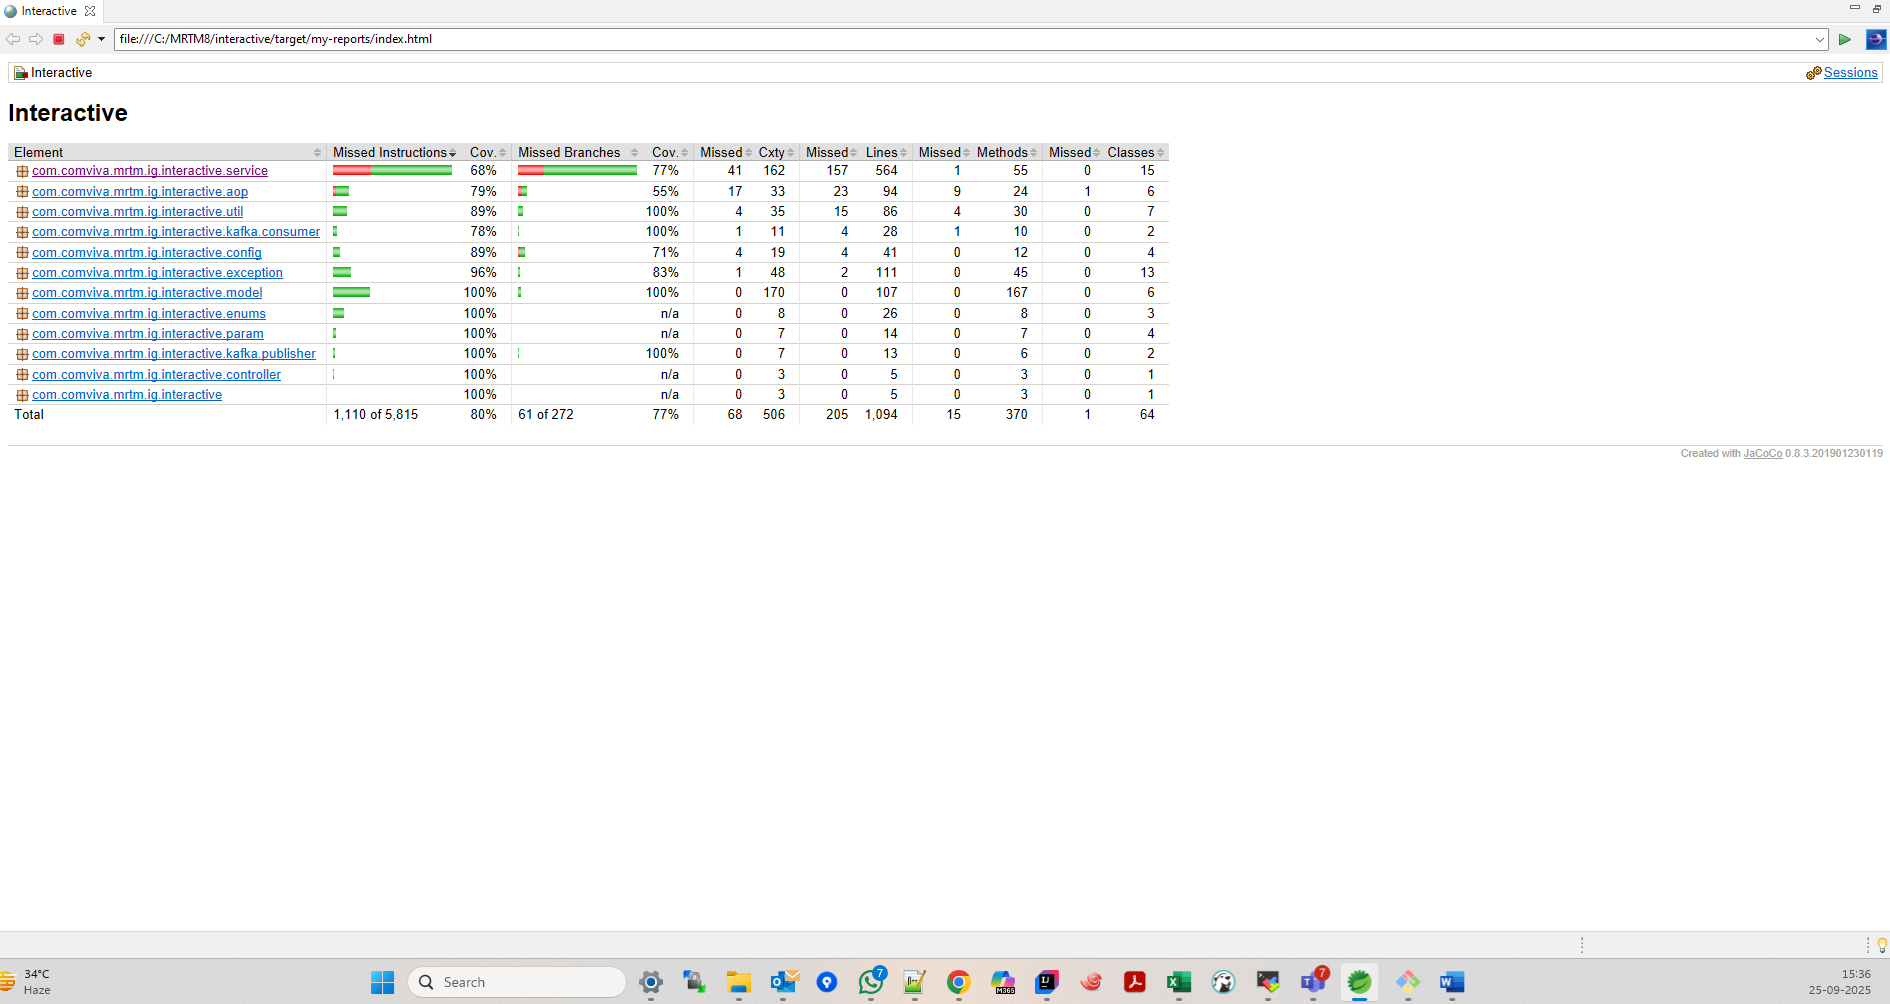 Interactive
file:///C:/MRTM8/interactive/target/my-reports/index.html
Interactive Sessions
Interactive
Element Missed Instructions Cov. Missed Branches Cov. Missed Cxty Missed Lines Missed Methods Missed Classes
com.comviva.mrtm.ig.interactive.service 68% 77% 41 162 157 564 1 55 0 15
com.comviva.mrtm.ig.interactive.aop 79% 55% 17 33 23 94 9 24 1 6
com.comviva.mrtm.ig.interactive.util 89% 100% 4 35 15 86 4 30 0 7
com.comviva.mrtm.ig.interactive.kafka.consumer 78% 100% 1 11 4 28 1 10 0 2
com.comviva.mrtm.ig.interactive.config 89% 71% 4 19 4 41 0 12 0 4
com.comviva.mrtm.ig.interactive.exception 96% 83% 1 48 2 111 0 45 0 13
com.comviva.mrtm.ig.interactive.model 100% 100% 0 170 0 107 0 167 0 6
com.comviva.mrtm.ig.interactive.enums 100% n/a 0 8 0 26 0 8 0 3
com.comviva.mrtm.ig.interactive.param 100% n/a 0 7 0 14 0 7 0 4
com.comviva.mrtm.ig.interactive.kafka.publisher 100% 100% 0 7 0 13 0 6 0 2
com.comviva.mrtm.ig.interactive.controller 100% n/a 0 3 0 5 0 3 0 1
com.comviva.mrtm.ig.interactive 100% n/a 0 3 0 5 0 3 0 1
Total 1,110 of 5,815 80% 61 of 272 77% 68 506 205 1,094 15 370 1 64
Created with JaCoCo 0.8.3.201901230119
34°C
Haze
Search
7
M365
7
15:36
25-09-2025